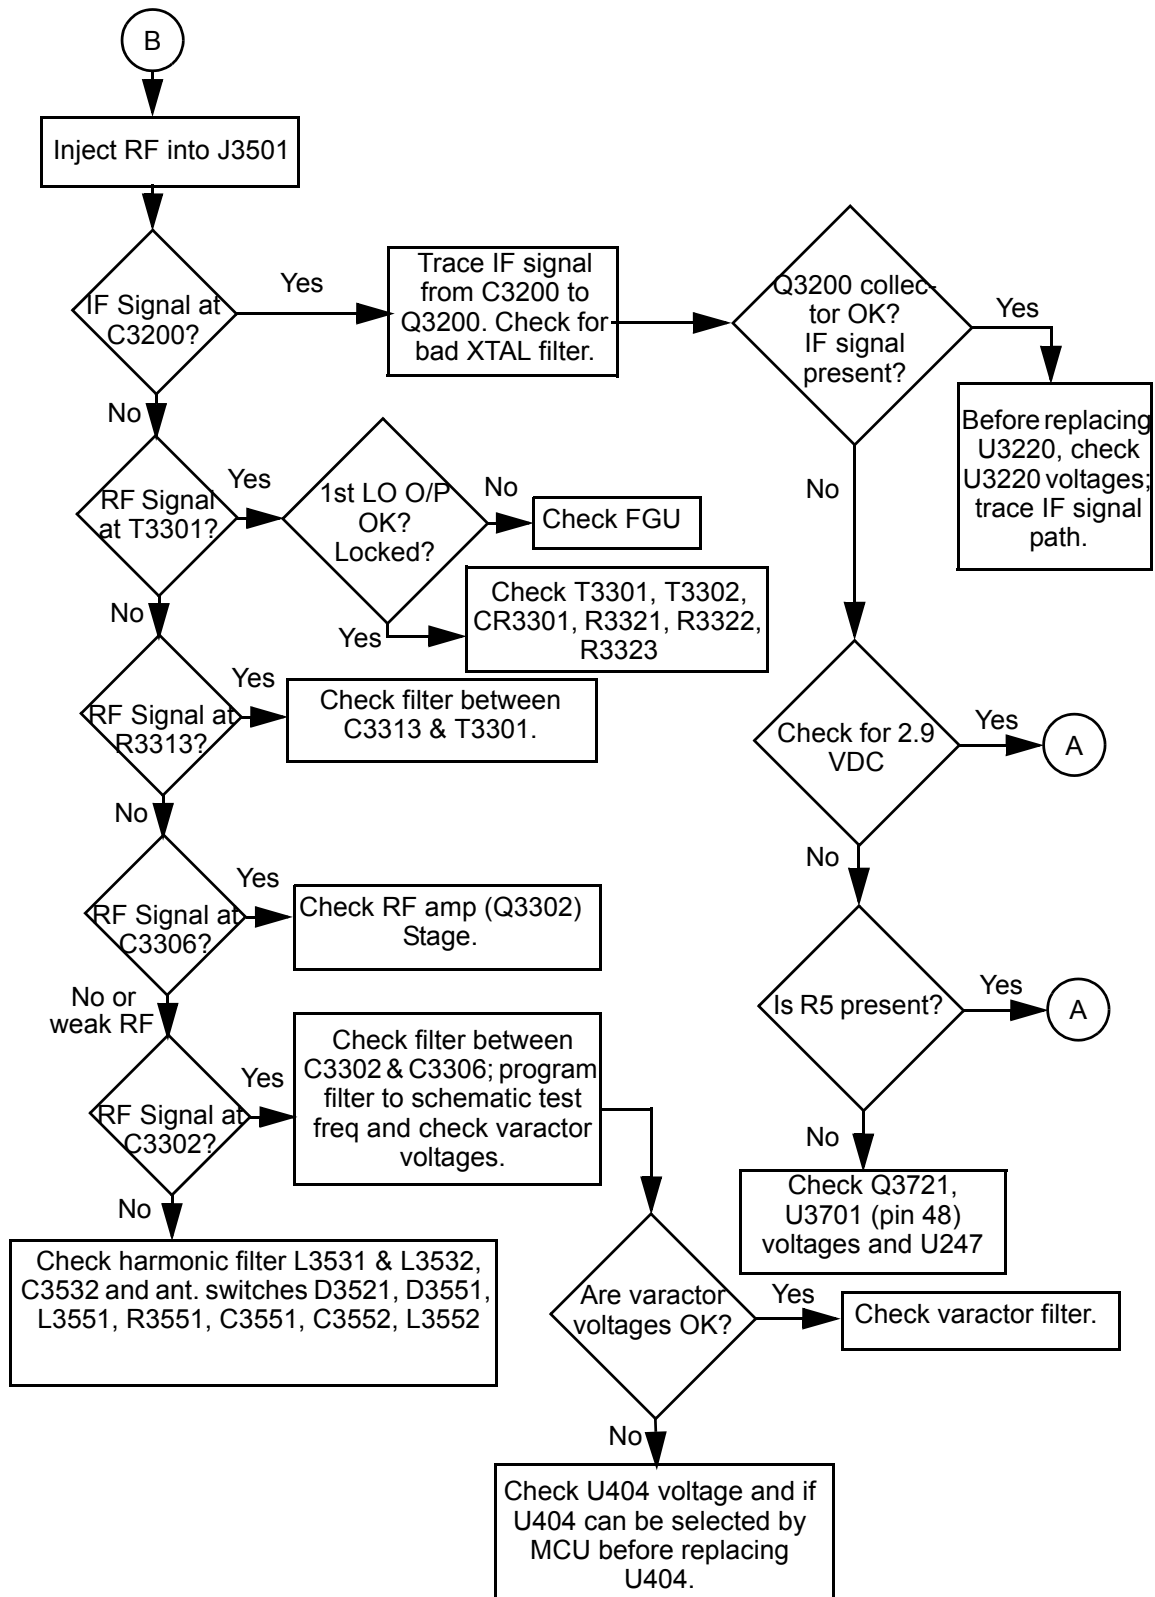 B
Inject RF into J3501
IF Signal at
C3200?
Yes
No
Trace IF signal
from C3200 to
Q3200. Check for
bad XTAL filter.
Q3200 collec-
tor OK?
IF signal
present?
Yes
No
Before replacing
U3220, check
U3220 voltages;
trace IF signal
path.
RF Signal
at T3301?
Yes
No
1st LO O/P
OK?
Locked?
No
Yes
Check FGU
Check T3301, T3302,
CR3301, R3321, R3322,
R3323
RF Signal at
R3313?
Yes
No
Check filter between
C3313 & T3301.
Check for 2.9
VDC
Yes
No
A
RF Signal at
C3306?
Yes
No or
weak RF
Check RF amp (Q3302)
Stage.
Is R5 present?
Yes
No
A
RF Signal at
C3302?
Yes
No
Check filter between
C3302 & C3306; program
filter to schematic test
freq and check varactor
voltages.
Check Q3721,
U3701 (pin 48)
voltages and U247
Check harmonic filter L3531 & L3532,
C3532 and ant. switches D3521, D3551,
L3551, R3551, C3551, C3552, L3552
Are varactor
voltages OK?
Yes
No
Check varactor filter.
Check U404 voltage and if
U404 can be selected by
MCU before replacing
U404.